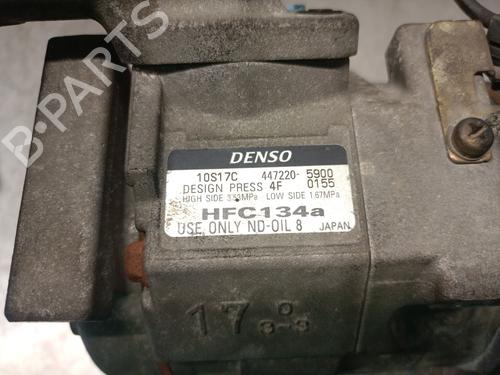 B-PARTS
DENSO
10S17C 447220-5900
DESIGN PRESS 4F 0155
HIGH SIDE 3.53MPa LOW SIDE 1.67MPa
HFC134a
USE ONLY ND-OIL 8 JAPAN
17